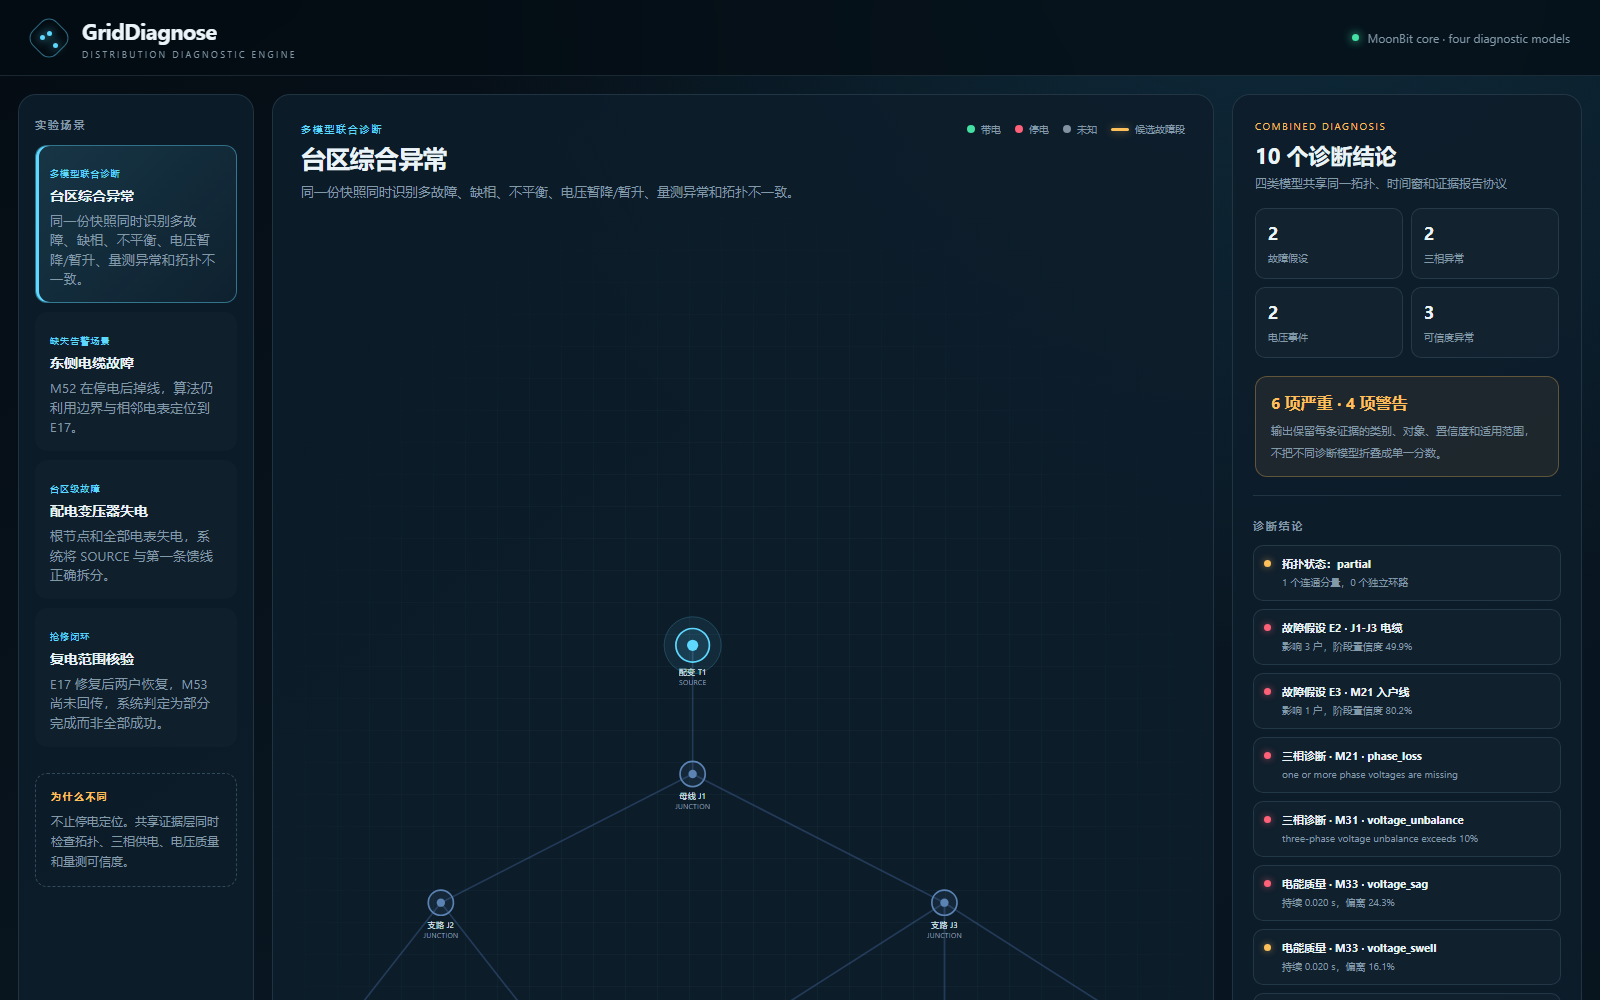 GridDiagnose
DISTRIBUTION DIAGNOSTIC ENGINE
MoonBit core · four diagnostic models
实验场景
多模型联合诊断
台区综合异常
同一份快照同时识别多故
障、缺相、不平衡、电压暂
降/暂升、量测异常和拓扑不
一致。
缺失告警场景
东侧电缆故障
M52 在停电后掉线，算法仍
利用边界与相邻电表定位到
E17。
台区级故障
配电变压器失电
根节点和全部电表失电，系
统将 SOURCE 与第一条馈线
正确拆分。
抢修闭环
复电范围核验
E17 修复后两户恢复，M53
尚未回传，系统判定为部分
完成而非全部成功。
为什么不同
不止停电定位。共享证据层同时
检查拓扑、三相供电、电压质量
和量测可信度。
多模型联合诊断
台区综合异常
同一份快照同时识别多故障、缺相、不平衡、电压暂降/暂升、量测异常和拓扑不一致。
带电
停电
未知
候选故障段
配变 T1
SOURCE
母线 J1
JUNCTION
支路 J2
JUNCTION
支路 J3
JUNCTION
COMBINED DIAGNOSIS
10 个诊断结论
四类模型共享同一拓扑、时间窗和证据报告协议
2
故障假设
2
三相异常
2
电压事件
3
可信度异常
6 项严重 · 4 项警告
输出保留每条证据的类别、对象、置信度和适用范围，
不把不同诊断模型折叠成单一分数。
诊断结论
拓扑状态：partial
1 个连通分量，0 个独立环路
故障假设 E2 · J1-J3 电缆
影响 3 户，阶段置信度 49.9%
故障假设 E3 · M21 入户线
影响 1 户，阶段置信度 80.2%
三相诊断 · M21 · phase_loss
one or more phase voltages are missing
三相诊断 · M31 · voltage_unbalance
three-phase voltage unbalance exceeds 10%
电能质量 · M33 · voltage_sag
持续 0.020 s，偏离 24.3%
电能质量 · M33 · voltage_swell
持续 0.020 s，偏离 16.1%